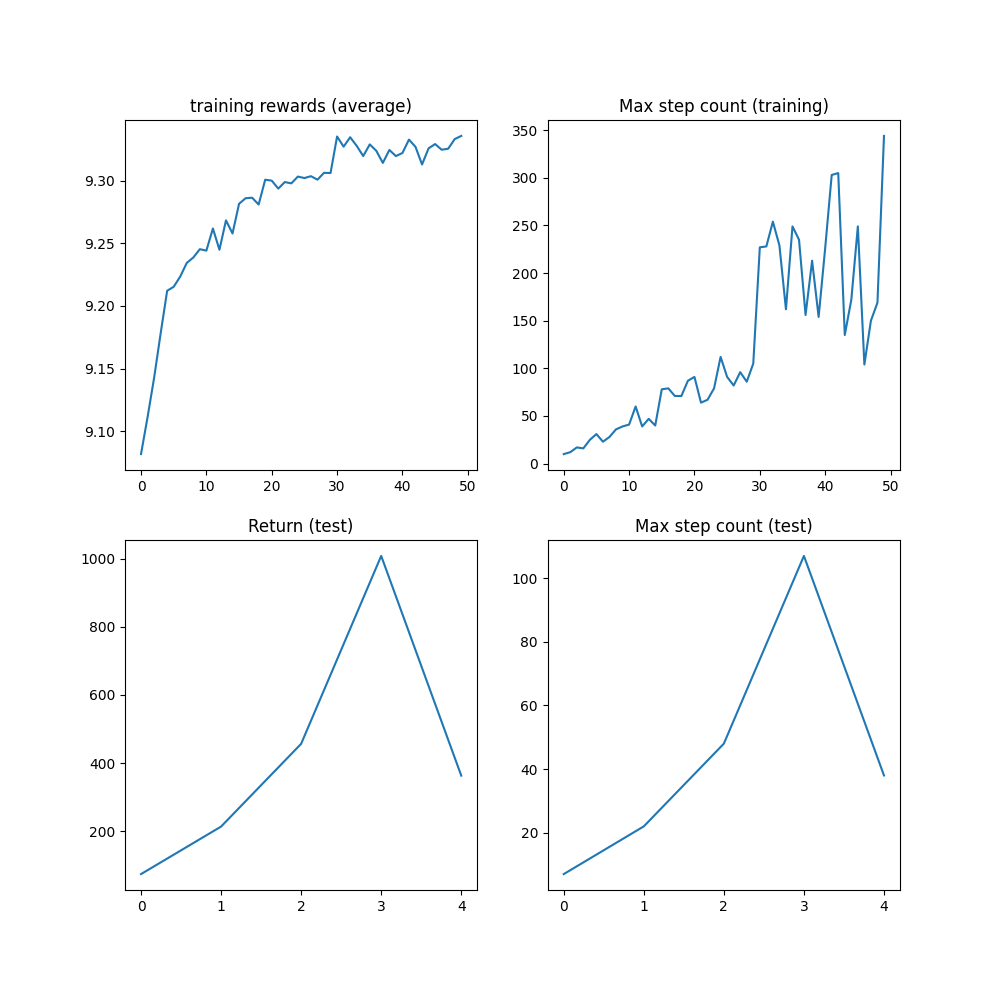 training rewards (average)
9.30
9.25
9.20
9.15
9.10
0 10 20 30 40 50
Max step count (training)
350
300
250
200
150
100
50
0
0 10 20 30 40 50
Return (test)
1000
800
600
400
200
0 1 2 3 4
Max step count (test)
100
80
60
40
20
0 1 2 3 4